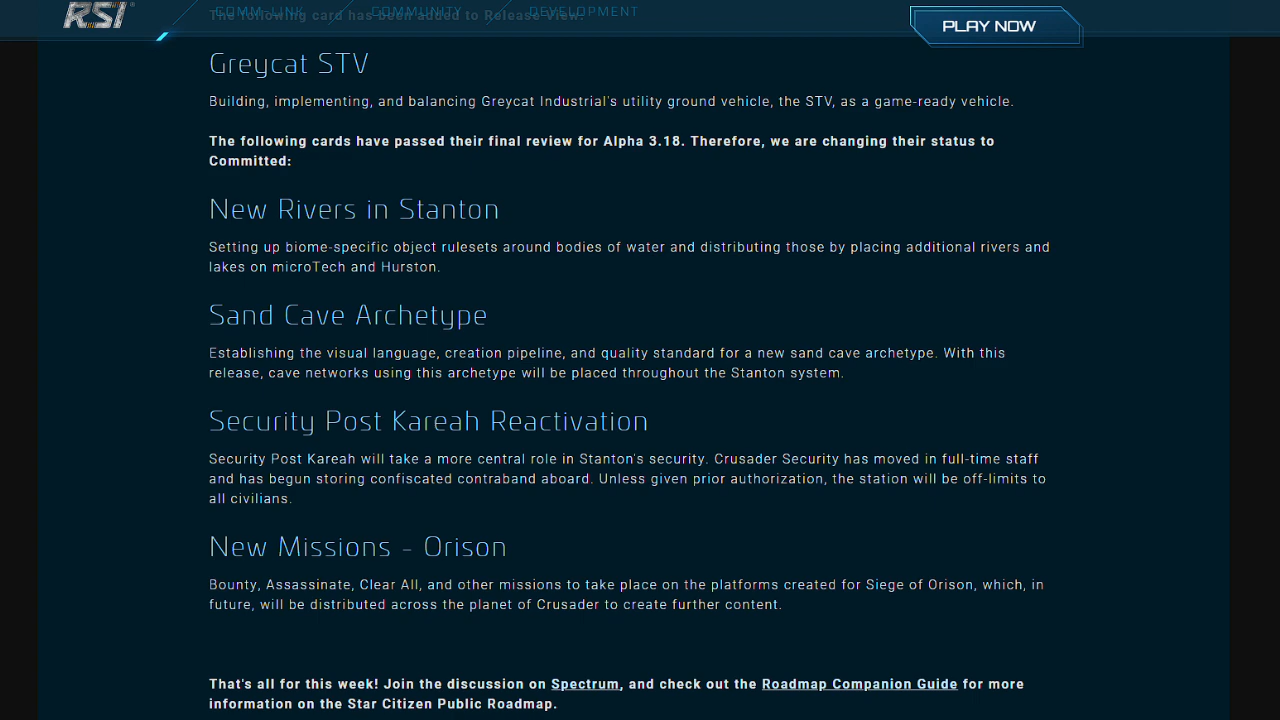 RSI
COMM-LINK COMMUNITY DEVELOPMENT
The following card has been added to Release View:
PLAY NOW
Greycat STV
Building, implementing, and balancing Greycat Industrial's utility ground vehicle, the STV, as a game-ready vehicle.
The following cards have passed their final review for Alpha 3.18. Therefore, we are changing their status to
Committed:
New Rivers in Stanton
Setting up biome-specific object rulesets around bodies of water and distributing those by placing additional rivers and
lakes on microTech and Hurston.
Sand Cave Archetype
Establishing the visual language, creation pipeline, and quality standard for a new sand cave archetype. With this
release, cave networks using this archetype will be placed throughout the Stanton system.
Security Post Kareah Reactivation
Security Post Kareah will take a more central role in Stanton's security. Crusader Security has moved in full-time staff
and has begun storing confiscated contraband aboard. Unless given prior authorization, the station will be off-limits to
all civilians.
New Missions - Orison
Bounty, Assassinate, Clear All, and other missions to take place on the platforms created for Siege of Orison, which, in
future, will be distributed across the planet of Crusader to create further content.
That's all for this week! Join the discussion on Spectrum, and check out the Roadmap Companion Guide for more
information on the Star Citizen Public Roadmap.